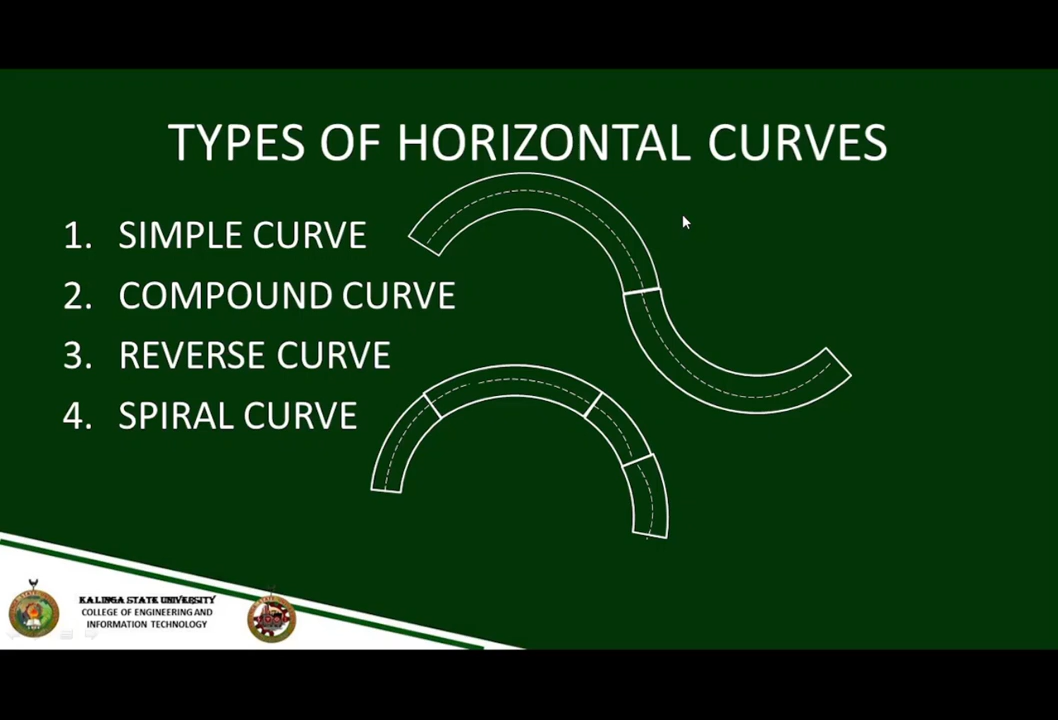 TYPES OF HORIZONTAL CURVES
1. SIMPLE CURVE
2. COMPOUND CURVE
3. REVERSE CURVE
4. SPIRAL CURVE
KALINGA STATE UNIVERSITY
COLLEGE OF ENGINEERING AND
INFORMATION TECHNOLOGY